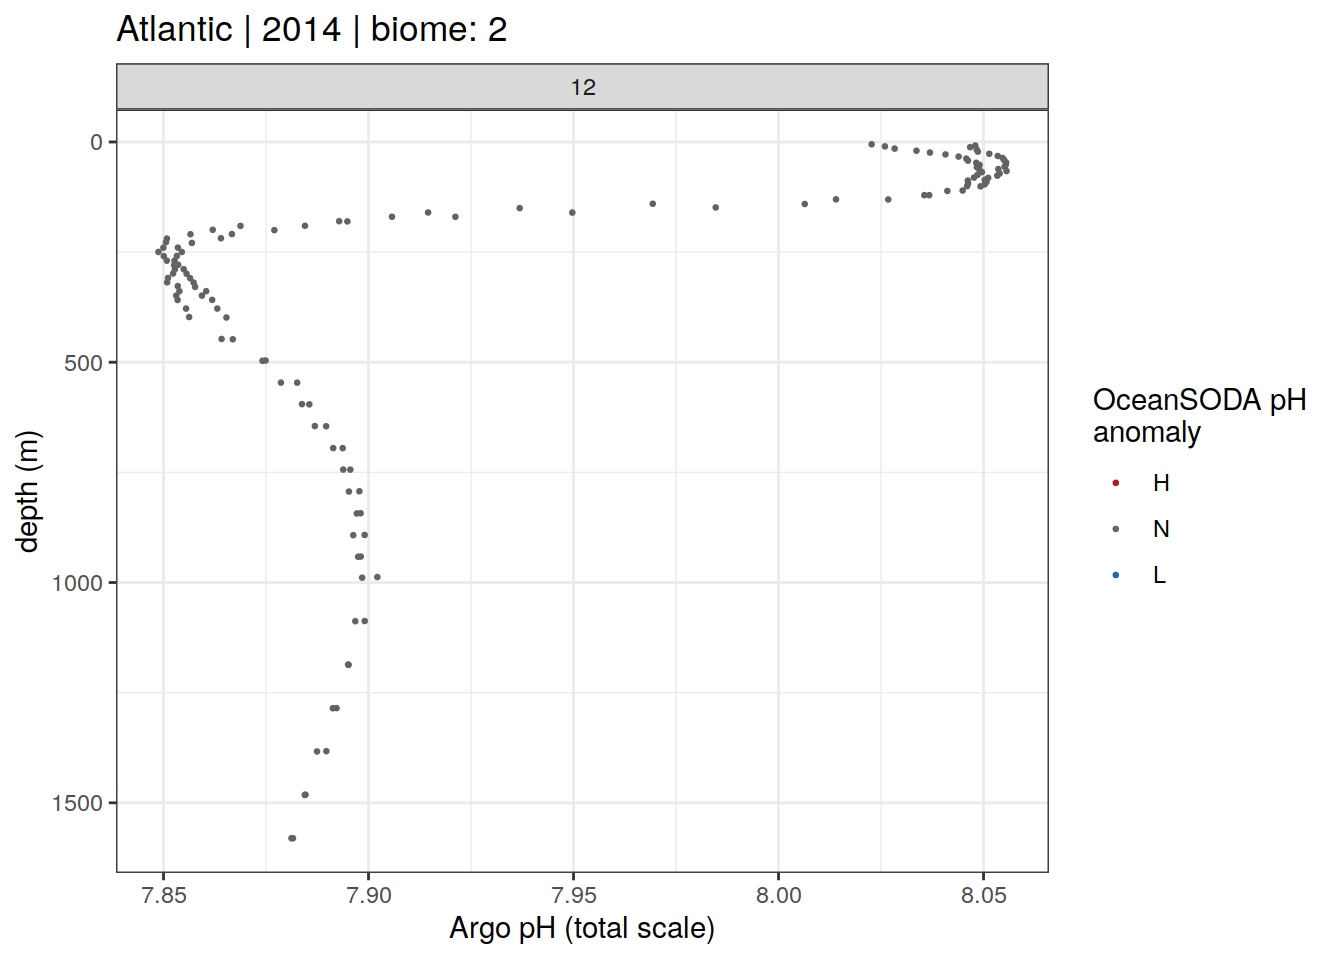 Atlantic | 2014 | biome: 2
12
0
500
1000
1500
depth (m)
7.85
7.90
7.95
8.00
8.05
Argo pH (total scale)
OceanSODA pH
anomaly
H
N
L